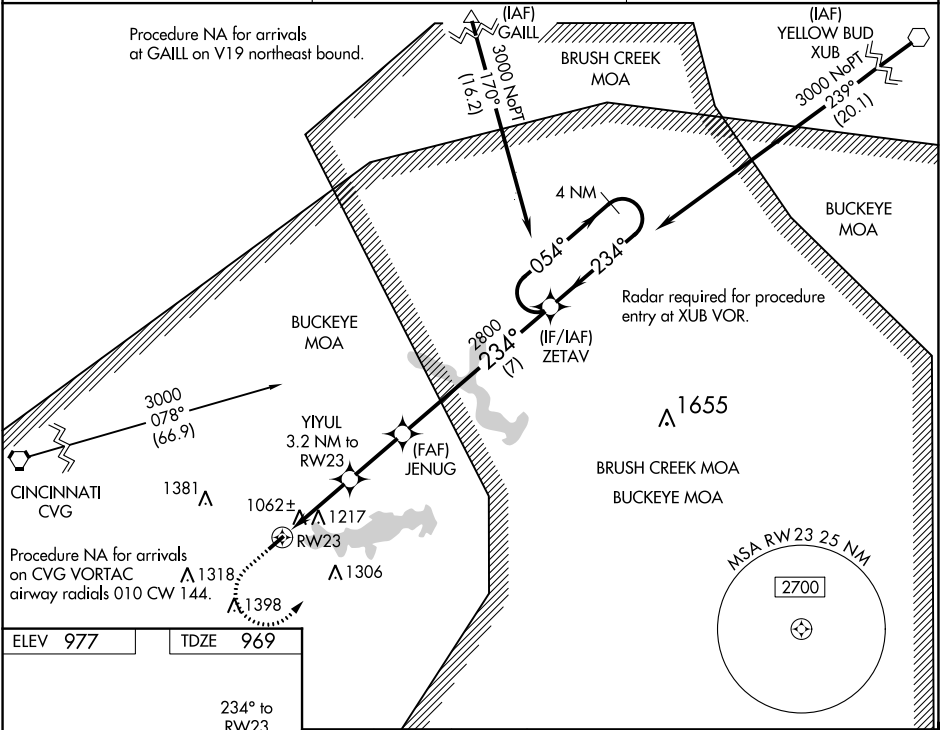 Procedure NA for arrivals
at GAILL on V19 northeast bound.
(IAF)
GAILL
3000 NoPT
170°
(16.2)
BRUSH CREEK
MOA
(IAF)
YELLOW BUD
XUB
3000 NoPT
239°
(20.1)
4 NM
054°
234°
BUCKEYE
MOA
Radar required for procedure
entry at XUB VOR.
BUCKEYE
MOA
2800
234°
(7)
(IF/IAF)
ZETAV
3000
078°
(66.9)
CINCINNATI
CVG
YIYUL
3.2 NM to
RW23
(FAF)
JENUG
1655
BRUSH CREEK MOA
BUCKEYE MOA
1381
1062±
1217
RW23
Procedure NA for arrivals
on CVG VORTAC
airway radials 010 CW 144.
1318
1306
1398
MSA RW23 25 NM
2700
ELEV 977
TDZE 969
234° to
RW23